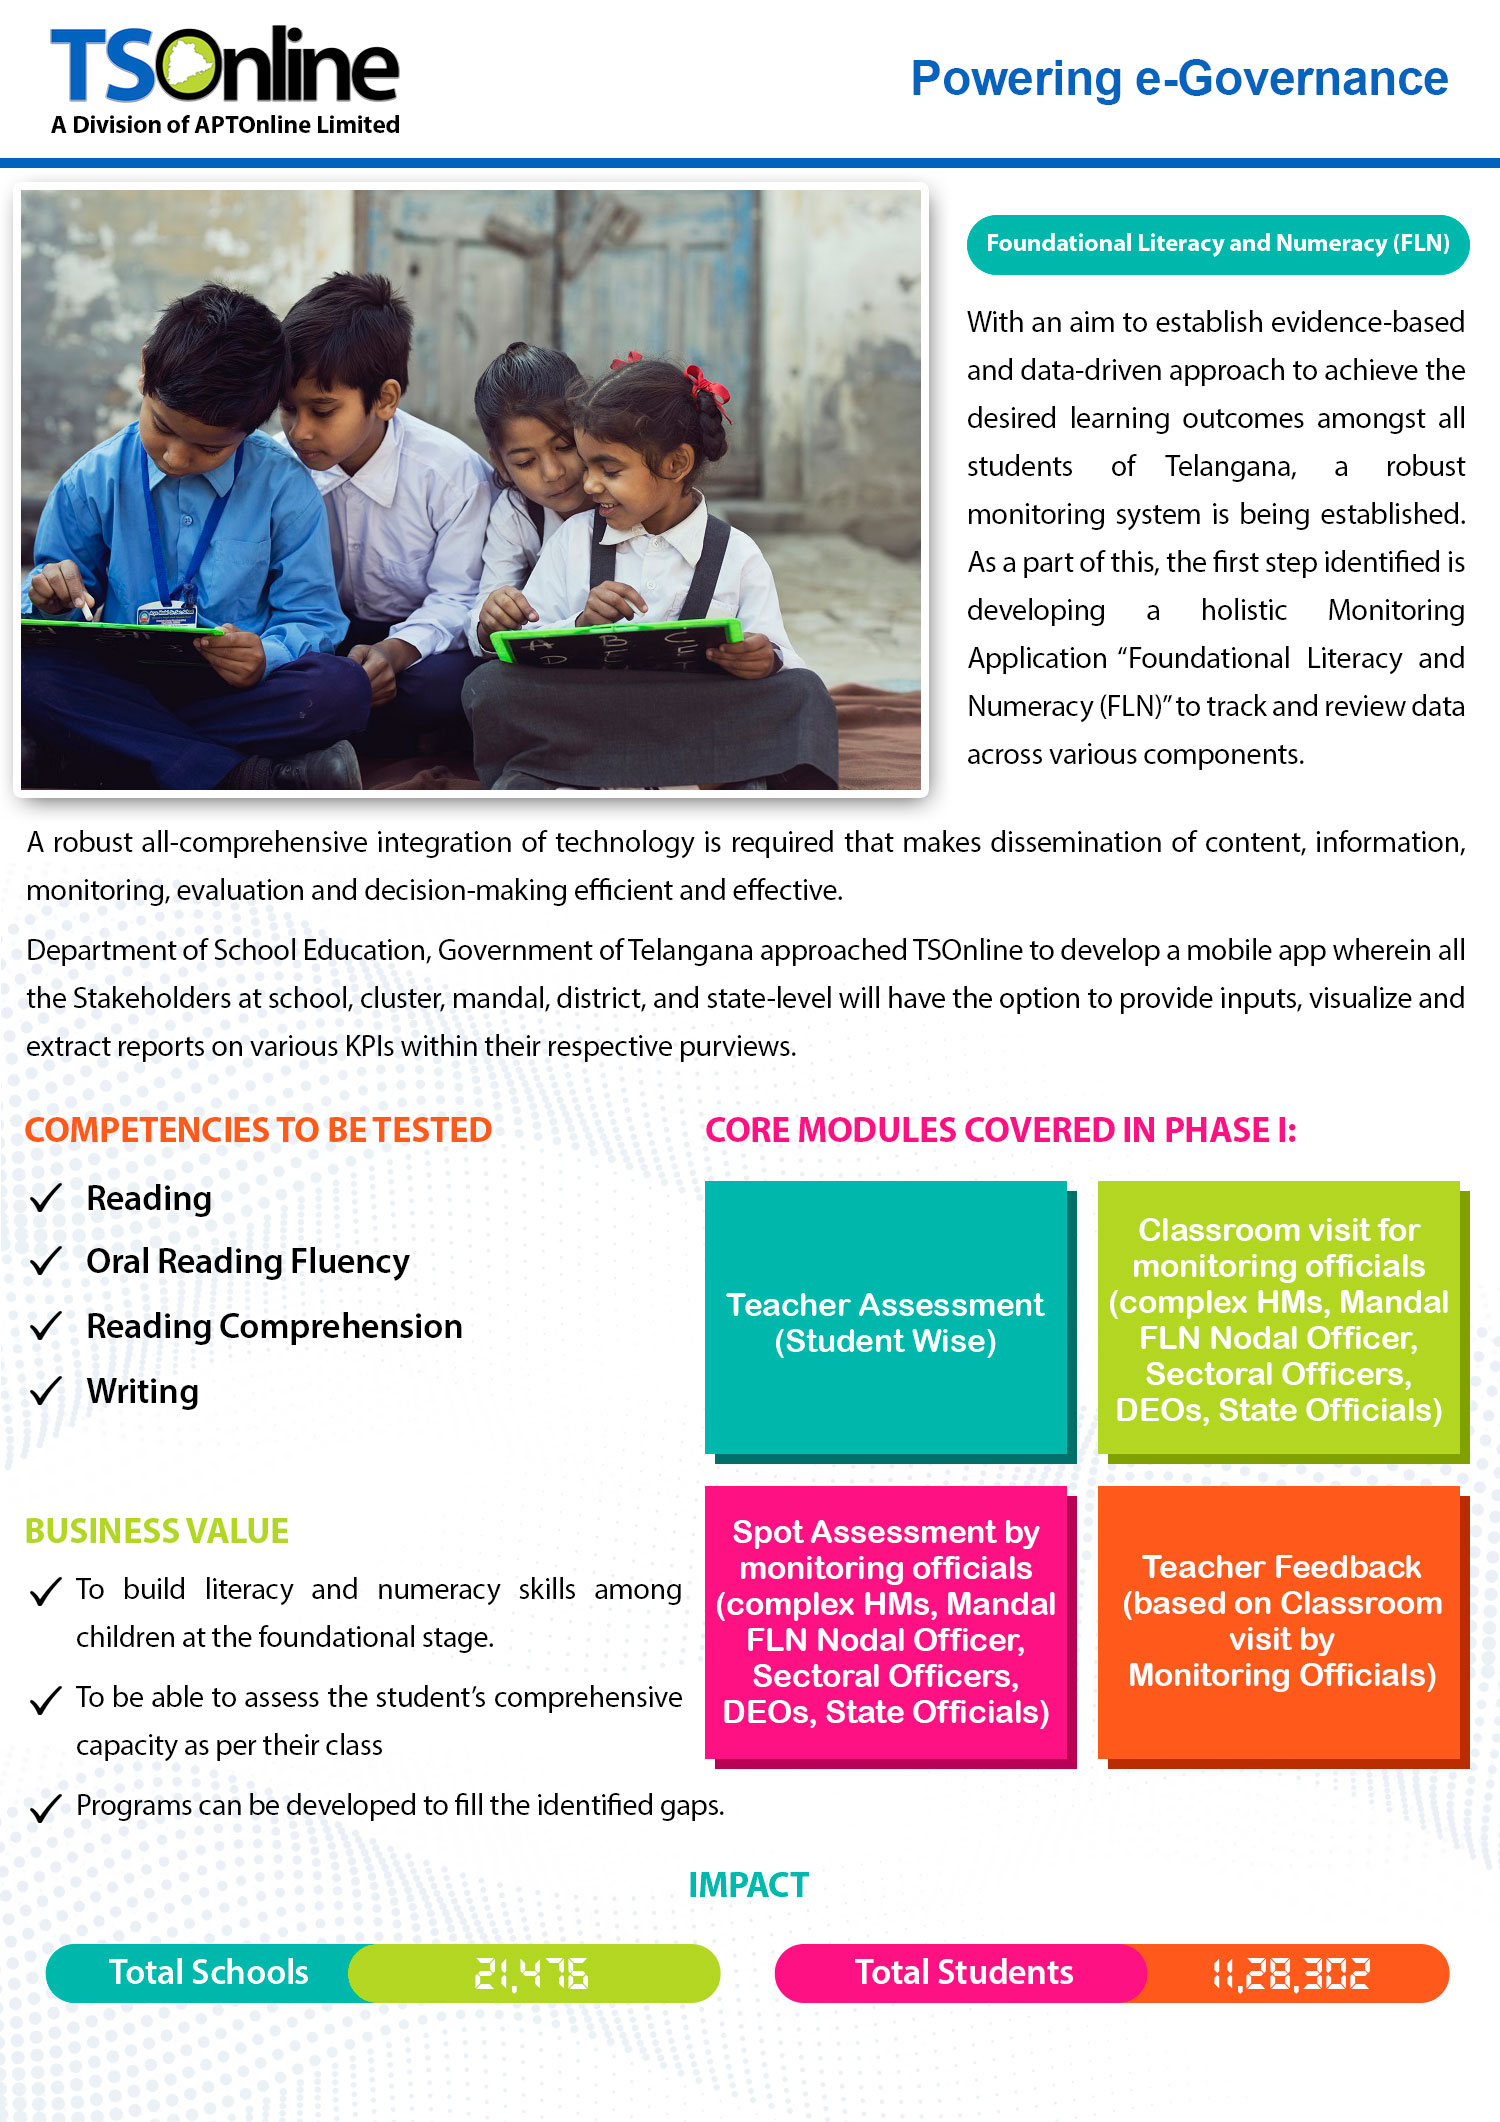 TSOnline
A Division of APTOnline Limited
Powering e-Governance
Foundational Literacy and Numeracy (FLN)
With an aim to establish evidence-based
and data-driven approach to achieve the
desired learning outcomes amongst all
students of Telangana, a robust
monitoring system is being established.
As a part of this, the first step identified is
developing a holistic Monitoring
Application “Foundational Literacy and
Numeracy (FLN)” to track and review data
across various components.
A robust all-comprehensive integration of technology is required that makes dissemination of content, information,
monitoring, evaluation and decision-making efficient and effective.
Department of School Education, Government of Telangana approached TSOnline to develop a mobile app wherein all
the Stakeholders at school, cluster, mandal, district, and state-level will have the option to provide inputs, visualize and
extract reports on various KPIs within their respective purviews.
COMPETENCIES TO BE TESTED
✓ Reading
✓ Oral Reading Fluency
✓ Reading Comprehension
✓ Writing
BUSINESS VALUE
✓ To build literacy and numeracy skills among
children at the foundational stage.
✓ To be able to assess the student’s comprehensive
capacity as per their class
✓ Programs can be developed to fill the identified gaps.
CORE MODULES COVERED IN PHASE I:
Teacher Assessment
(Student Wise)
Classroom visit for
monitoring officials
(complex HMs, Mandal
FLN Nodal Officer,
Sectoral Officers,
DEOs, State Officials)
Spot Assessment by
monitoring officials
(complex HMs, Mandal
FLN Nodal Officer,
Sectoral Officers,
DEOs, State Officials)
Teacher Feedback
(based on Classroom
visit by
Monitoring Officials)
IMPACT
Total Schools 21,476
Total Students 11,28,302